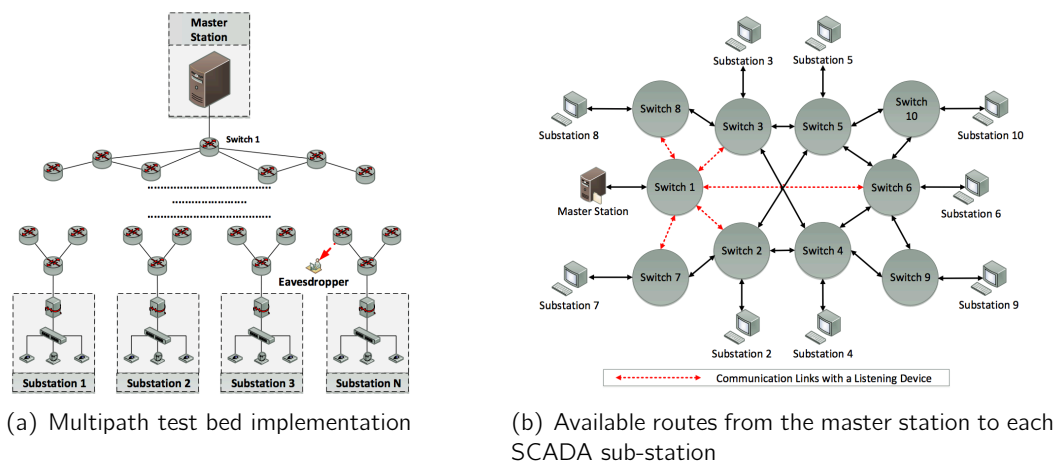 Master
Station
Switch 1
Eavesdropper
Substation 1
Substation 2
Substation 3
Substation N
(a) Multipath test bed implementation
Substation 3
Substation 5
Switch 8
Switch 3
Switch 5
Switch
10
Substation 8
Substation 10
Master Station
Switch 1
Switch 6
Substation 6
Switch 7
Switch 2
Switch 4
Switch 9
Substation 7
Substation 9
Substation 2
Substation 4
Communication Links with a Listening Device
(b) Available routes from the master station to each
SCADA sub-station